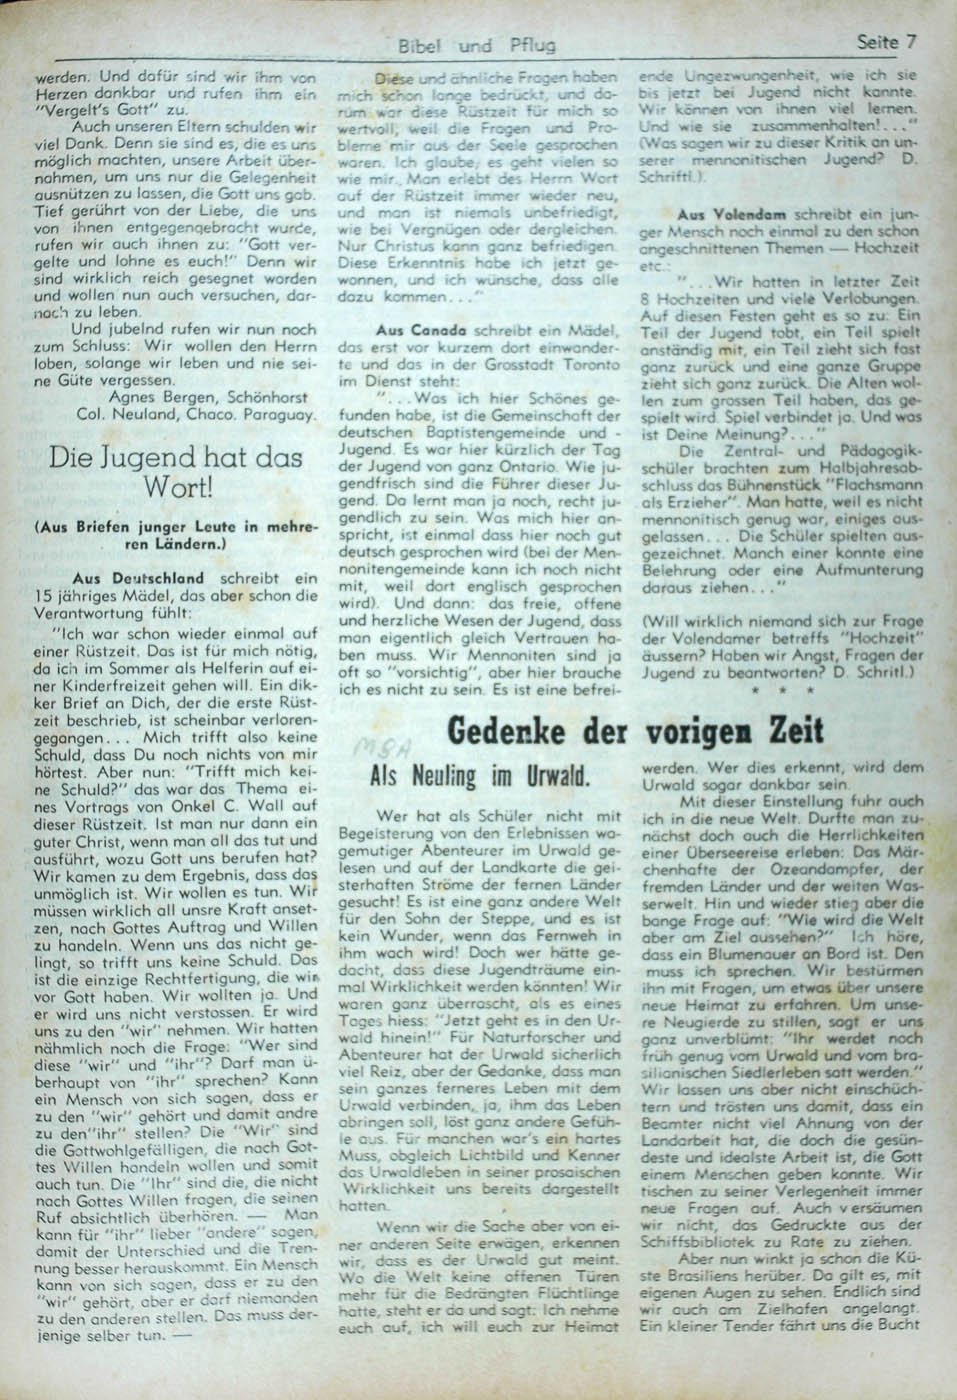 Bibel und Pflug
Seite 7
werden. Und dafür sind wir ihm von
Herzen dankbar und rufen ihm ein
"Vergelt's Gott" zu.
Auch unseren Eltern schulden wir
viel Dank. Denn sie sind es, die es uns
möglich machten, unsere Arbeit über-
nahmen, um uns nur die Gelegenheit
ausnützen zu lassen, die Gott uns gab.
Tief gerührt von der Liebe, die uns
von ihnen entgegengebracht wurde,
rufen wir auch ihnen zu: "Gott ver-
gelte und lohne es euch!" Denn wir
sind wirklich reich gesegnet worden
und wollen nun auch versuchen, dar-
nach zu leben.
Und jubelnd rufen wir nun noch
zum Schluss: Wir wollen den Herrn
loben, solange wir leben und nie sei-
ne Güte vergessen.
Agnes Bergen, Schönhorst
Col. Neuland, Chaco. Paraguay.
Die Jugend hat das
Wort!
(Aus Briefen junger Leute in mehre-
ren Ländern.)
Aus Deutschland schreibt ein
15 jähriges Mädel, das aber schon die
Verantwortung fühlt:
"Ich war schon wieder einmal auf
einer Rüstzeit. Das ist für mich nötig,
da ich im Sommer als Helferin auf ei-
ner Kinderfreizeit gehen will. Ein dik-
ker Brief an Dich, der die erste Rüst-
zeit beschrieb, ist scheinbar verloren-
gegangen... Mich trifft also keine
Schuld, dass Du noch nichts von mir
hörtest. Aber nun: "Trifft mich kei-
ne Schuld?" das war das Thema ei-
nes Vortrags von Onkel C. Wall auf
dieser Rüstzeit. Ist man nur dann ein
guter Christ, wenn man all das tut und
ausführt, wozu Gott uns berufen hat?
Wir kamen zu dem Ergebnis, dass das
unmöglich ist. Wir wollen es tun. Wir
müssen wirklich all unsre Kraft anset-
zen, nach Gottes Auftrag und Willen
zu handeln. Wenn uns das nicht ge-
lingt, so trifft uns keine Schuld. Das
ist die einzige Rechtfertigung, die wir
vor Gott haben. Wir wollten ja. Und
er wird uns nicht verstossen. Er wird
uns zu den "wir" nehmen. Wir hatten
nähmlich noch die Frage: "Wer sind
diese "wir" und "ihr"? Darf man ü-
berhaupt von "ihr" sprechen? Kann
ein Mensch von sich sagen, dass er
zu den "wir" gehört und damit andre
zu den"ihr" stellen? Die "Wir" sind
die Gottwohlgefälligen, die nach Got-
tes Willen handeln wollen und somit
auch tun. Die "Ihr" sind die, die nicht
nach Gottes Willen fragen, die seinen
Ruf absichtlich überhören. — Man
kann für "ihr" lieber "andere" sagen,
damit der Unterschied und die Tren-
nung besser herauskommt. Ein Mensch
kann von sich sagen, dass er zu den
"wir" gehört, aber er darf niemanden
zu den anderen stellen. Das muss der-
jenige selber tun. —
Diese und ähnliche Fragen haben
mich schon lange bedrückt, und da-
rum war diese Rüstzeit für mich so
wertvoll, weil die Fragen und Pro-
bleme mir aus der Seele gesprochen
waren. Ich glaube, es geht vielen so
wie mir. Man erlebt des Herrn Wort
auf der Rüstzeit immer wieder neu,
und man ist niemals unbefriedigt,
wie bei Vergnügen oder dergleichen.
Nur Christus kann ganz befriedigen.
Diese Erkenntnis habe ich jetzt ge-
wonnen, und ich wünsche, dass alle
dazu kommen..."
Aus Canada schreibt ein Mädel,
das erst vor kurzem dort einwander-
te und das in der Grosstadt Toronto
im Dienst steht:
"...Was ich hier Schönes ge-
funden habe, ist die Gemeinschaft der
deutschen Baptistengemeinde und -
Jugend. Es war hier kürzlich der Tag
der Jugend von ganz Ontario. Wie ju-
gendfrisch sind die Führer dieser Ju-
gend. Da lernt man ja noch, recht ju-
gendlich zu sein. Was mich hier an-
spricht, ist einmal dass hier noch gut
deutsch gesprochen wird (bei der Men-
nonitengemeinde kann ich noch nicht
mit, weil dort englisch gesprochen
wird). Und dann: das freie, offene
und herzliche Wesen der Jugend, dass
man eigentlich gleich Vertrauen ha-
ben muss. Wir Mennoniten sind ja
oft so "vorsichtig", aber hier brauche
ich es nicht zu sein. Es ist eine befrei-
ende Ungezwungenheit, wie ich sie
bis jetzt bei Jugend nicht kannte.
Wir können von ihnen viel lernen.
Und wie sie zusammenhalten!..."
(Was sagen wir zu dieser Kritik an un-
serer mennonitischen Jugend? D.
Schriftl.).
Aus Volendam schreibt ein jun-
ger Mensch noch einmal zu den schon
angeschnittenen Themen — Hochzeit
etc.:
"...Wir hatten in letzter Zeit
8 Hochzeiten und viele Verlobungen.
Auf diesen Festen geht es so zu: Ein
Teil der Jugend tobt, ein Teil spielt
anständig mit, ein Teil zieht sich fast
ganz zurück und eine ganze Gruppe
zieht sich ganz zurück. Die Alten wol-
len zum grossen Teil haben, das ge-
spielt wird. Spiel verbindet ja. Und was
ist Deine Meinung?..."
Die Zentral- und Pädagogik-
schüler brachten zum Halbjahresab-
schluss das Bühnenstück "Flachsmann
als Erzieher". Man hatte, weil es nicht
mennonitisch genug war, einiges aus-
gelassen... Die Schüler spielten aus-
gezeichnet. Manch einer konnte eine
Belehrung oder eine Aufmunterung
daraus ziehen..."
(Will wirklich niemand sich zur Frage
der Volendamer betreffs "Hochzeit"
äussern? Haben wir Angst, Fragen der
Jugend zu beantworten? D. Schritl.)
* * *
Gedenke der vorigen Zeit
MGA
Als Neuling im Urwald.
Wer hat als Schüler nicht mit
Begeisterung von den Erlebnissen wa-
gemutiger Abenteurer im Urwald ge-
lesen und auf der Landkarte die gei-
sterhaften Ströme der fernen Länder
gesucht! Es ist eine ganz andere Welt
für den Sohn der Steppe, und es ist
kein Wunder, wenn das Fernweh in
ihm wach wird! Doch wer hätte ge-
dacht, dass diese Jugendträume ein-
mal Wirklichkeit werden könnten! Wir
waren ganz überrascht, als es eines
Tages hiess: "Jetzt geht es in den Ur-
wald hinein!" Für Naturforscher und
Abenteurer hat der Urwald sicherlich
viel Reiz, aber der Gedanke, dass man
sein ganzes ferneres Leben mit dem
Urwald verbinden, ja, ihm das Leben
abringen soll, löst ganz andere Gefüh-
le aus. Für manchen war's ein hartes
Muss, obgleich Lichtbild und Kenner
das Urwaldleben in seiner prosaischen
Wirklichkeit uns bereits dargestellt
hatten.
Wenn wir die Sache aber von ei-
ner anderen Seite erwägen, erkennen
wir, dass es der Urwald gut meint.
Wo die Welt keine offenen Türen
mehr für die Bedrängten Flüchtlinge
hatte, steht er da und sagt: Ich nehme
euch auf, ich will euch zur Heimat
werden. Wer dies erkennt, wird dem
Urwald sogar dankbar sein.
Mit dieser Einstellung fuhr auch
ich in die neue Welt. Durfte man zu-
nächst doch auch die Herrlichkeiten
einer Überseereise erleben: Das Mär-
chenhafte der Ozeandampfer, der
fremden Länder und der weiten Was-
serwelt. Hin und wieder stieg aber die
bange Frage auf: "Wie wird die Welt
aber am Ziel aussehen?" Ich höre,
dass ein Blumenauer an Bord ist. Den
muss ich sprechen. Wir bestürmen
ihn mit Fragen, um etwas über unsere
neue Heimat zu erfahren. Um unse-
re Neugierde zu stillen, sagt er uns
ganz unverblümt: "Ihr werdet noch
früh genug vom Urwald und vom bra-
silianischen Siedlerleben satt werden."
Wir lassen uns aber nicht einschüch-
tern und trösten uns damit, dass ein
Beamter nicht viel Ahnung von der
Landarbeit hat, die doch die gesün-
deste und idealste Arbeit ist, die Gott
einem Menschen geben konnte. Wir
tischen zu seiner Verlegenheit immer
neue Fragen auf. Auch versäumen
wir nicht, das Gedruckte aus der
Schiffsbibliotek zu Rate zu ziehen.
Aber nun winkt ja schon die Kü-
ste Brasiliens herüber. Da gilt es, mit
eigenen Augen zu sehen. Endlich sind
wir auch am Zielhafen angelangt.
Ein kleiner Tender fährt uns die Bucht